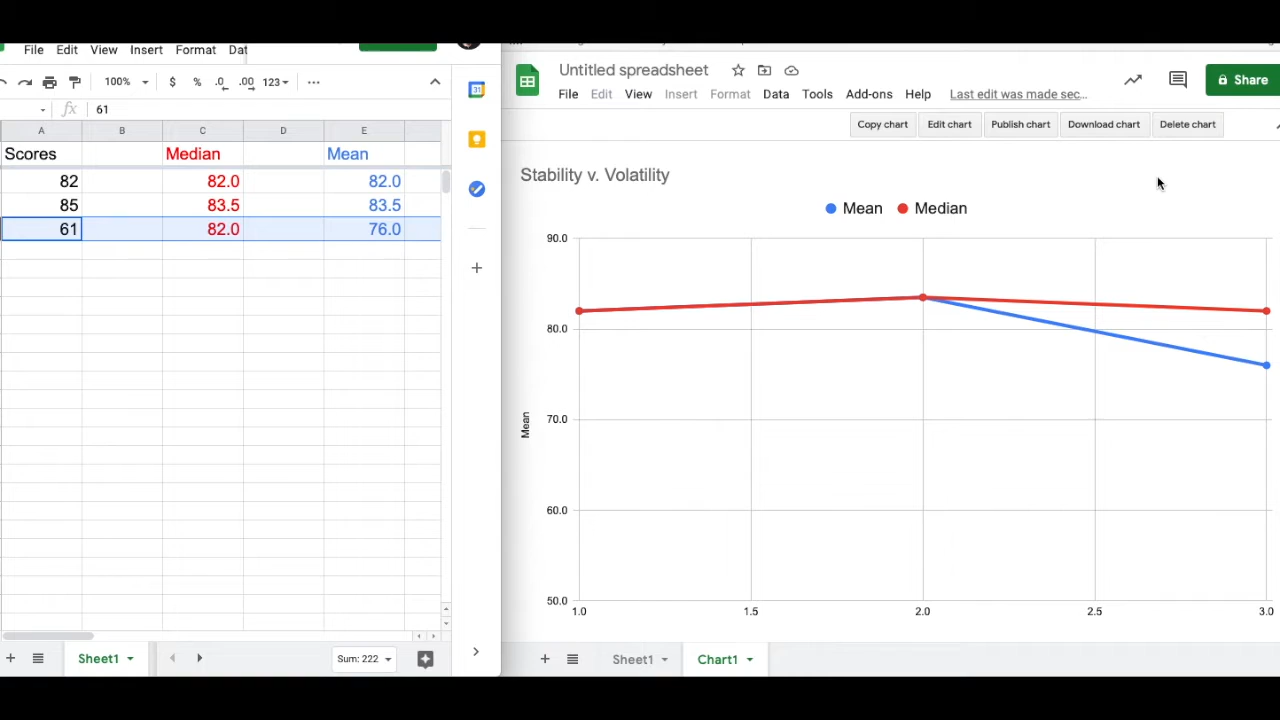 File Edit View Insert Format Dat
100% $ % .0 .00 123 ...
fx 61
A B C D E
Scores Median Mean
82 82.0 82.0
85 83.5 83.5
61 82.0 76.0
+ Sheet1 Sum: 222
31
Untitled spreadsheet
File Edit View Insert Format Data Tools Add-ons Help Last edit was made sec...
Share
Copy chart Edit chart Publish chart Download chart Delete chart
Stability v. Volatility
Mean Median
90.0
80.0
70.0
60.0
50.0
Mean
1.0 1.5 2.0 2.5 3.0
+ Sheet1 Chart1